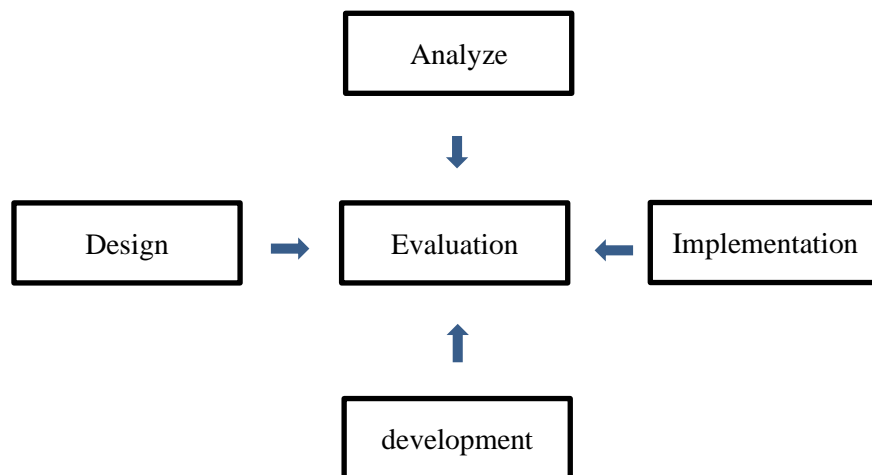 Analyze
Design
Evaluation
Implementation
development